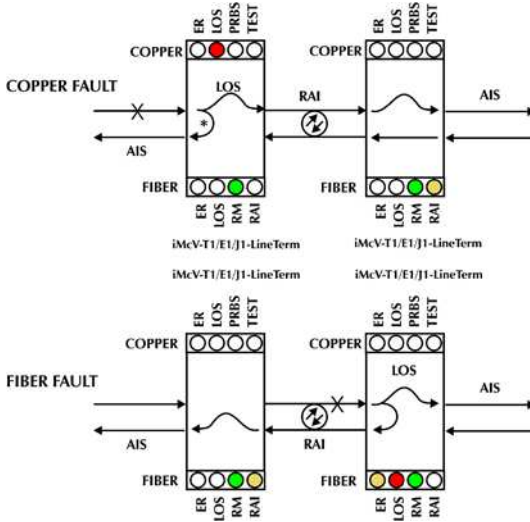 ER LOS PRBS TEST
ER LOS PRBS TEST
COPPER
COPPER
COPPER FAULT
LOS
RAI
AIS
*
AIS
FIBER
FIBER
ER LOS RM RAI
ER LOS RM RAI
iMcV-T1/E1/J1-LineTerm
iMcV-T1/E1/J1-LineTerm
iMcV-T1/E1/J1-LineTerm
iMcV-T1/E1/J1-LineTerm
ER LOS PRBS TEST
ER LOS PRBS TEST
COPPER
COPPER
FIBER FAULT
LOS
AIS
AIS
RAI
FIBER
FIBER
ER LOS RM RAI
ER LOS RM RAI